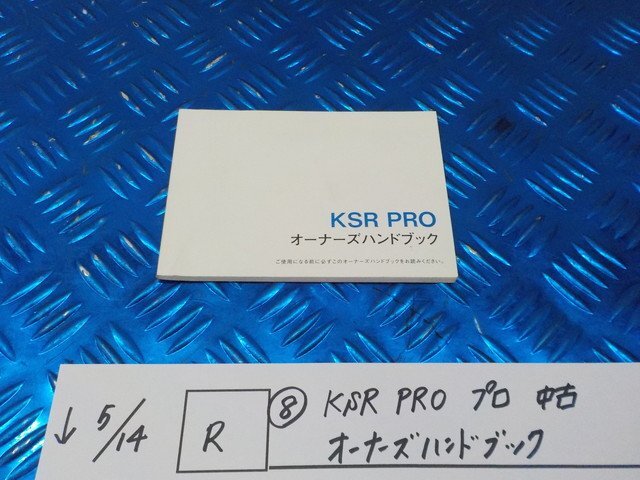 KSR PRO
オーナーズハンドブック
ご使用になる前に必ずこのオーナーズハンドブックをお読みください。
↓ 5/14 R ⑧ KSR PRO プロ 中古
オーナーズハンドブック